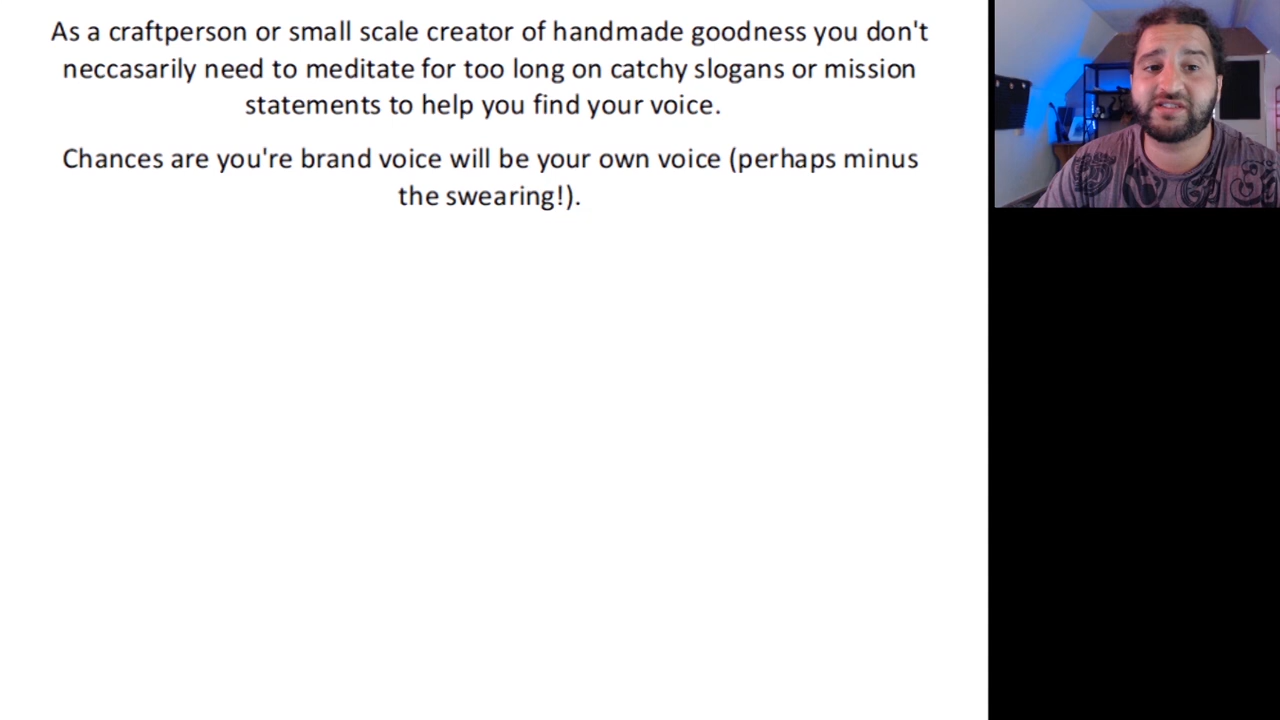 As a craftperson or small scale creator of handmade goodness you don't
neccasarily need to meditate for too long on catchy slogans or mission
statements to help you find your voice.
Chances are you're brand voice will be your own voice (perhaps minus
the swearing!).